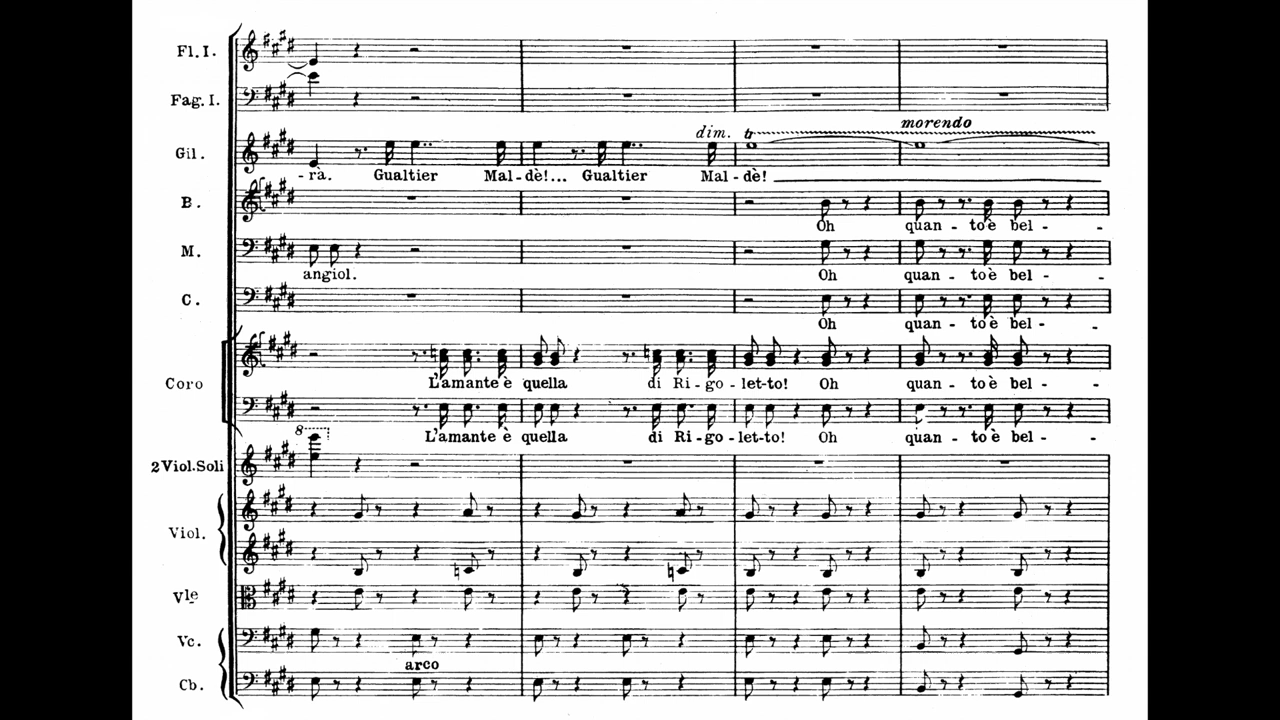 Fl. I.
Fag. I.
morendo
dim. tr
Gil.
- rà. Gualtier Mal - dè!... Gualtier Mal - dè!
B.
Oh quan - to è bel -
M.
angiol. Oh quan - to è bel -
C.
Oh quan - to è bel -
Coro
L'amante è quella di Ri - go - let - to! Oh quan - to è bel -
L'amante è quella di Ri - go - let - to! Oh quan - to è bel -
8
2 Viol. Soli
Viol.
Vle
Vc.
arco
Cb.